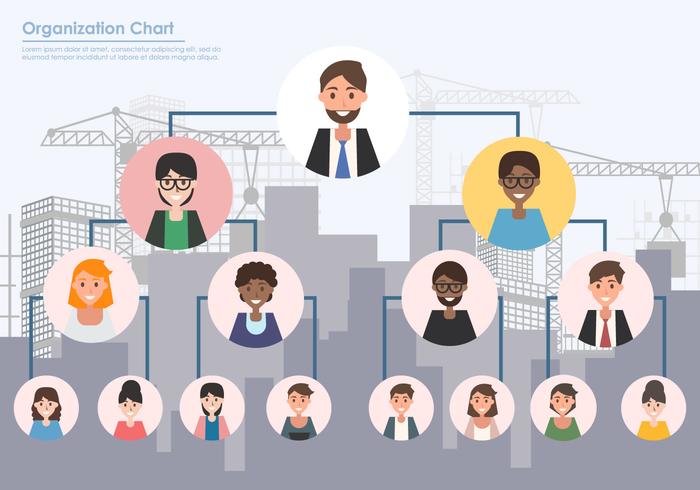 Organization Chart
Lorem ipsum dolor sit amet, consectetur adipiscing elit, sed do
eiusmod tempor incididunt ut labore et dolore magna aliqua.